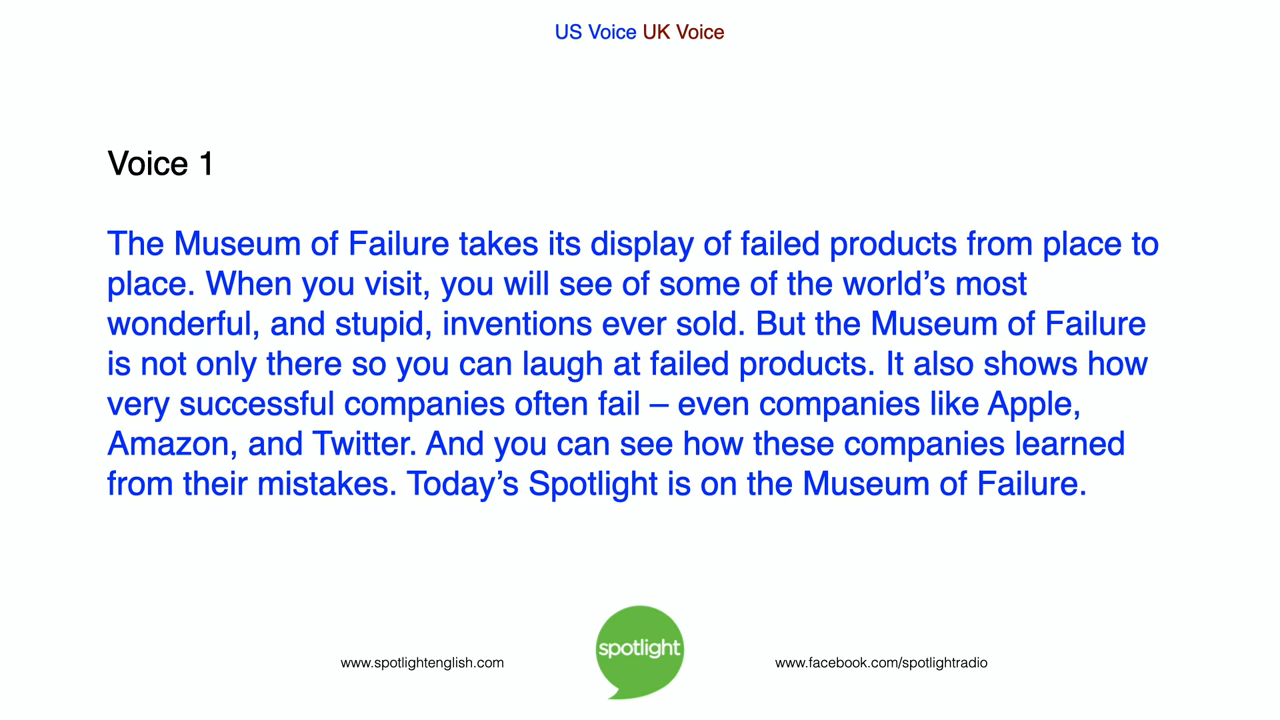 US Voice UK Voice
Voice 1
The Museum of Failure takes its display of failed products from place to
place. When you visit, you will see of some of the world’s most
wonderful, and stupid, inventions ever sold. But the Museum of Failure
is not only there so you can laugh at failed products. It also shows how
very successful companies often fail – even companies like Apple,
Amazon, and Twitter. And you can see how these companies learned
from their mistakes. Today’s Spotlight is on the Museum of Failure.
www.spotlightenglish.com
spotlight
www.facebook.com/spotlightradio